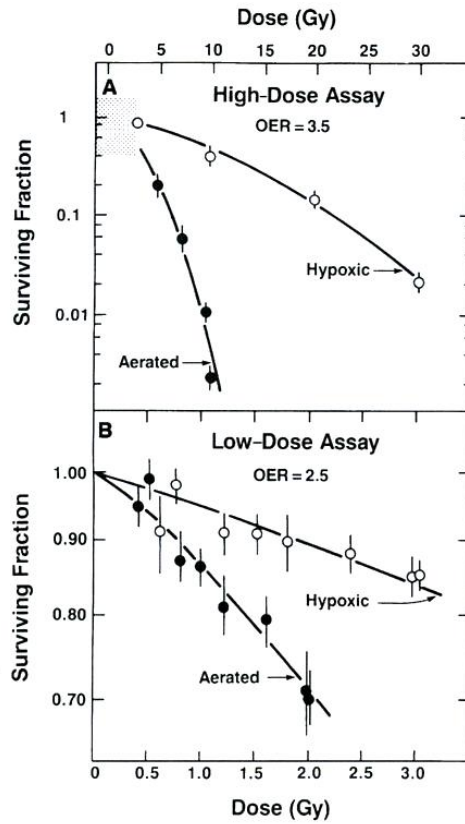 Dose (Gy)
0 5 10 15 20 25 30
A
High-Dose Assay
OER = 3.5
1
0.1
0.01
Surviving Fraction
Hypoxic
Aerated
B
Low-Dose Assay
OER = 2.5
1.00
0.90
0.80
0.70
Surviving Fraction
Hypoxic
Aerated
0 0.5 1.0 1.5 2.0 2.5 3.0
Dose (Gy)